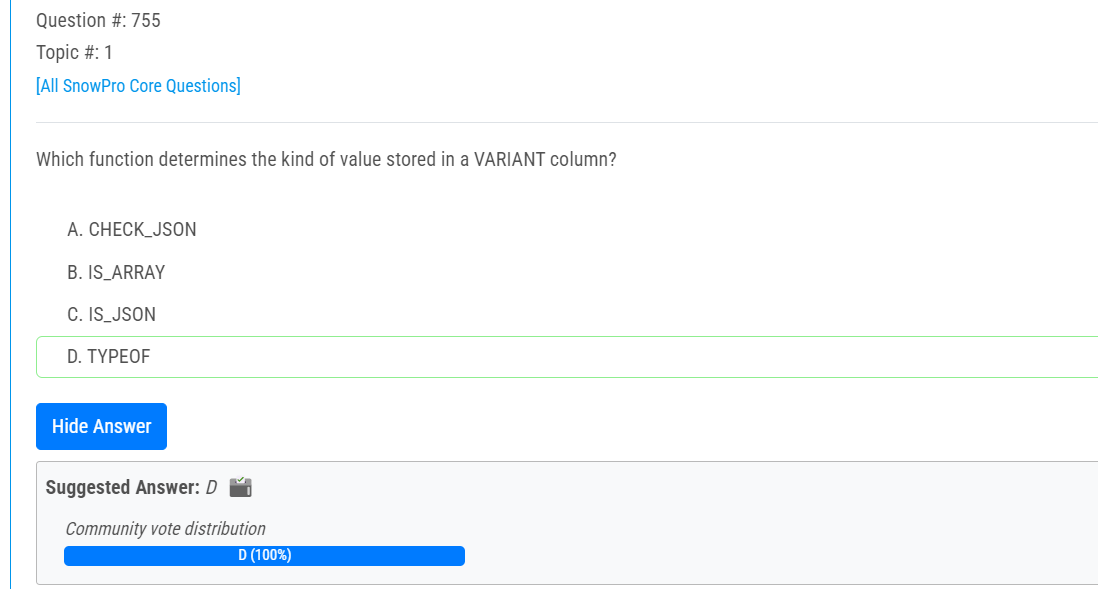 Question #: 755
Topic #: 1
[All SnowPro Core Questions]
Which function determines the kind of value stored in a VARIANT column?
A. CHECK_JSON
B. IS_ARRAY
C. IS_JSON
D. TYPEOF
Hide Answer
Suggested Answer: D
Community vote distribution
D (100%)